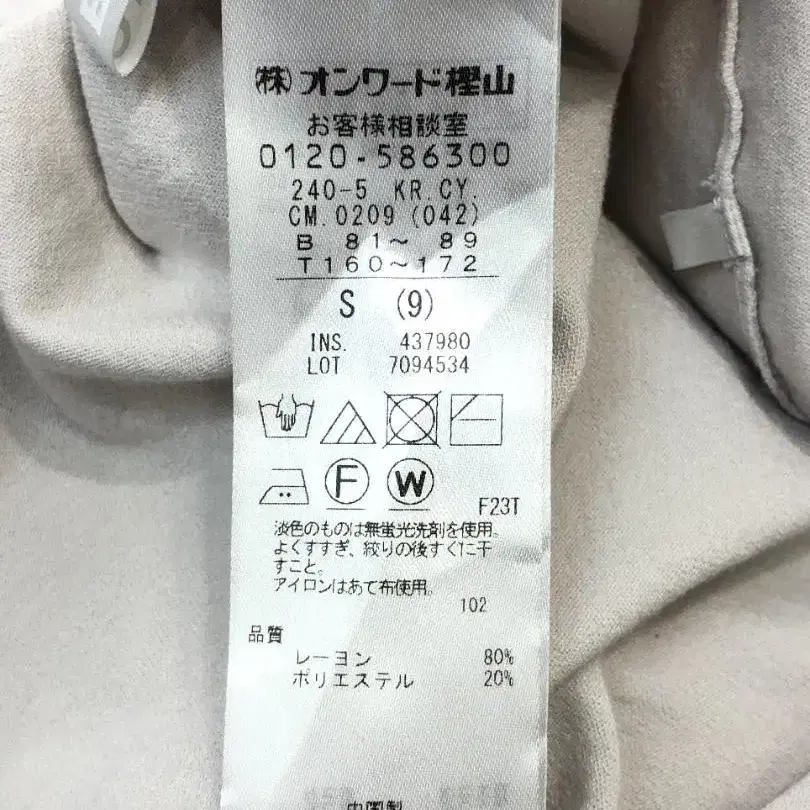 (株)オンワード樫山
お客様相談室
0120-586300
240-5 KR.CY.
CM.0209 (042)
B 81～ 89
T160～172
S (9)
INS. 437980
LOT 7094534
F W
F23T
淡色のものは無蛍光洗剤を使用。
よくすすぎ、絞りの後すぐに干
すこと。
アイロンはあて布使用。
102
品質
レーヨン 80%
ポリエステル 20%
中国製